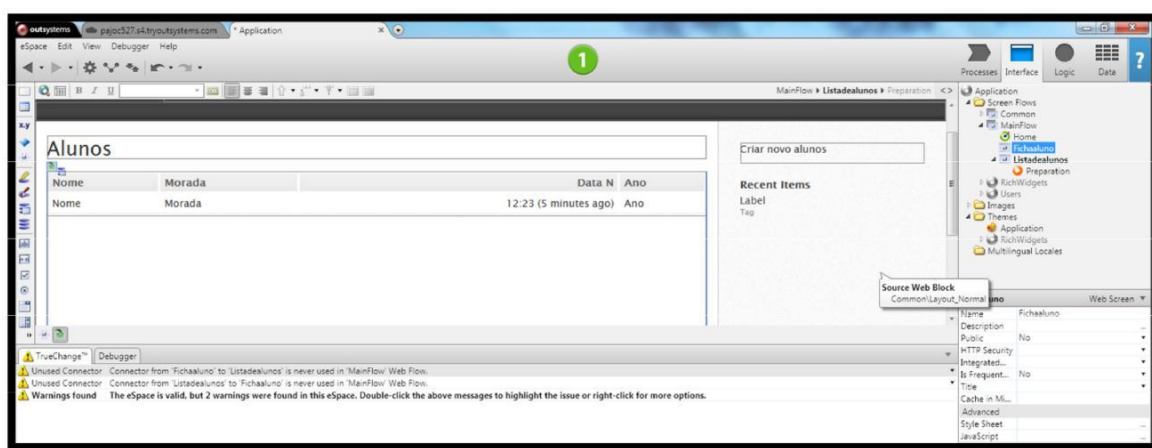 outsystems
pajoc527.s4.tryoutsystems.com
* Application
eSpace Edit View Debugger Help
1
Processes Interface Logic Data
?
B I U
MainFlow ▸ Listadealunos ▸ Preparation <>
x.y
Alunos
Nome Morada Data N Ano
Nome Morada 12:23 (5 minutes ago) Ano
Criar novo alunos
Recent Items
Label
Tag
Source Web Block
Common\Layout_Normal
Application
Screen Flows
Common
MainFlow
Home
Fichaaluno
Listadealunos
Preparation
RichWidgets
Users
Images
Themes
Application
RichWidgets
Multilingual Locales
uno Web Screen
Name Fichaaluno
Description
Public No
HTTP Security
Integrated...
Is Frequent... No
Title
Cache in Mi...
Advanced
Style Sheet
JavaScript
TrueChange™ Debugger
Unused Connector Connector from 'Fichaaluno' to 'Listadealunos' is never used in 'MainFlow' Web Flow.
Unused Connector Connector from 'Listadealunos' to 'Fichaaluno' is never used in 'MainFlow' Web Flow.
Warnings found The eSpace is valid, but 2 warnings were found in this eSpace. Double-click the above messages to highlight the issue or right-click for more options.